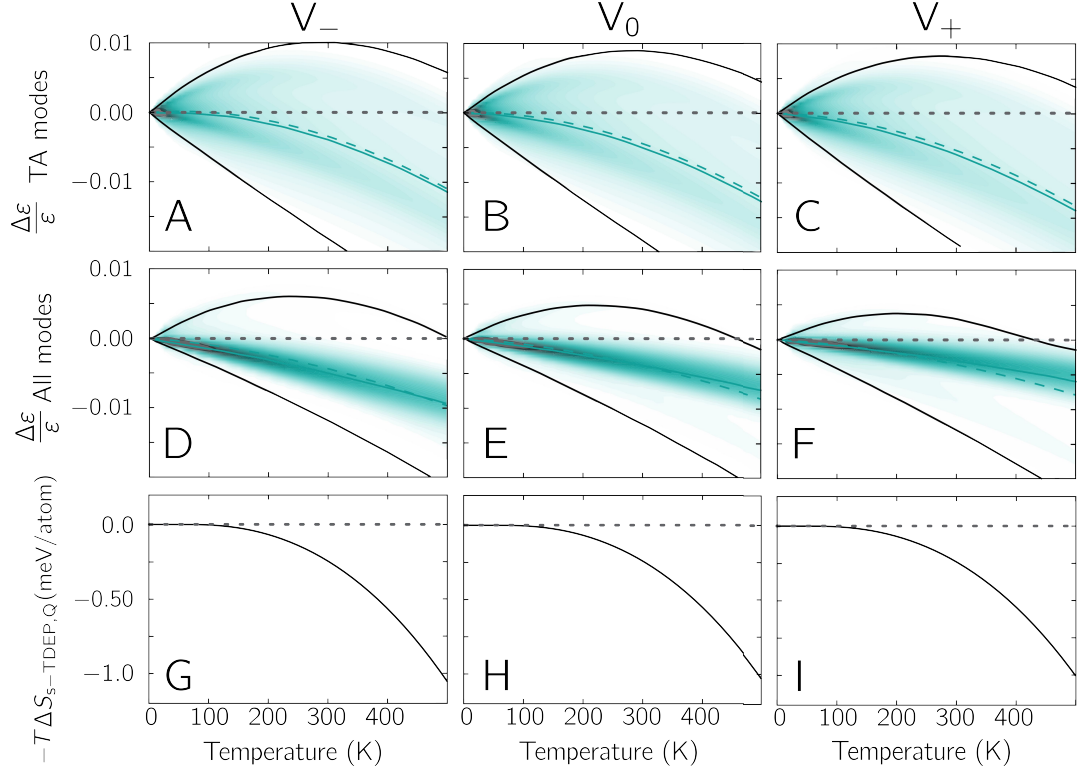 V₋ V₀ V₊
Δε/ε TA modes
0.01
0.00
−0.01
A B C
Δε/ε All modes
0.01
0.00
−0.01
D E F
−TΔS_{s−TDEP,Q}(meV/atom)
0.0
−0.50
−1.0
G H I
0 100 200 300 400 0 100 200 300 400 0 100 200 300 400
Temperature (K) Temperature (K) Temperature (K)